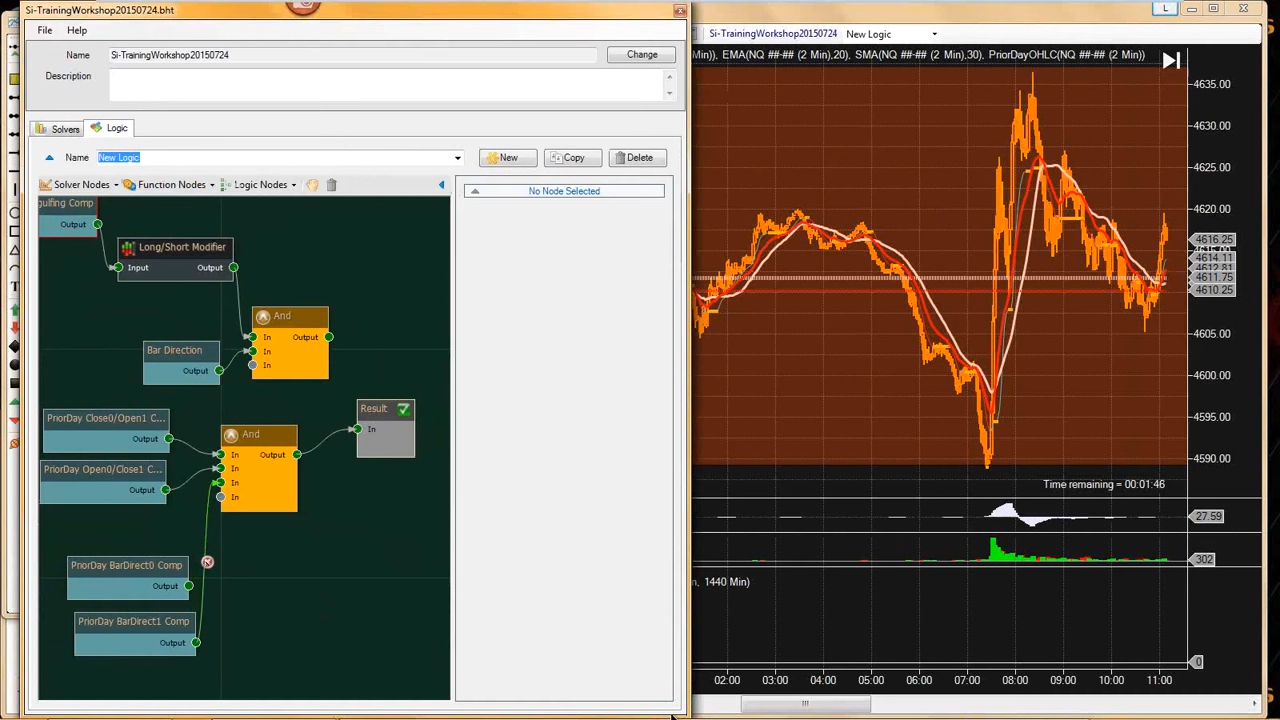 Si-TrainingWorkshop20150724.bht
File Help
Name Si-TrainingWorkshop20150724 Change
Description
Solvers Logic
Name New Logic New Copy Delete
Solver Nodes Function Nodes Logic Nodes
No Node Selected
gulfing Comp
Output
Long/Short Modifier
Input Output
And
In Output
In
In
Bar Direction
Output
PriorDay Close0/Open1 C...
Output
PriorDay Open0/Close1 C...
Output
And
In Output
In
In
In
Result
In
PriorDay BarDirect0 Comp
Output
PriorDay BarDirect1 Comp
Output
L
Si-TrainingWorkshop20150724 New Logic
Min)), EMA(NQ ##-## (2 Min),20), SMA(NQ ##-## (2 Min),30), PriorDayOHLC(NQ ##-## (2 Min))
4635.00
4630.00
4625.00
4620.00
4616.25
4614.11
4611.75
4610.25
4605.00
4600.00
4595.00
4590.00
Time remaining = 00:01:46
27.59
302
, 1440 Min)
0
02:00 03:00 04:00 05:00 06:00 07:00 08:00 09:00 10:00 11:00